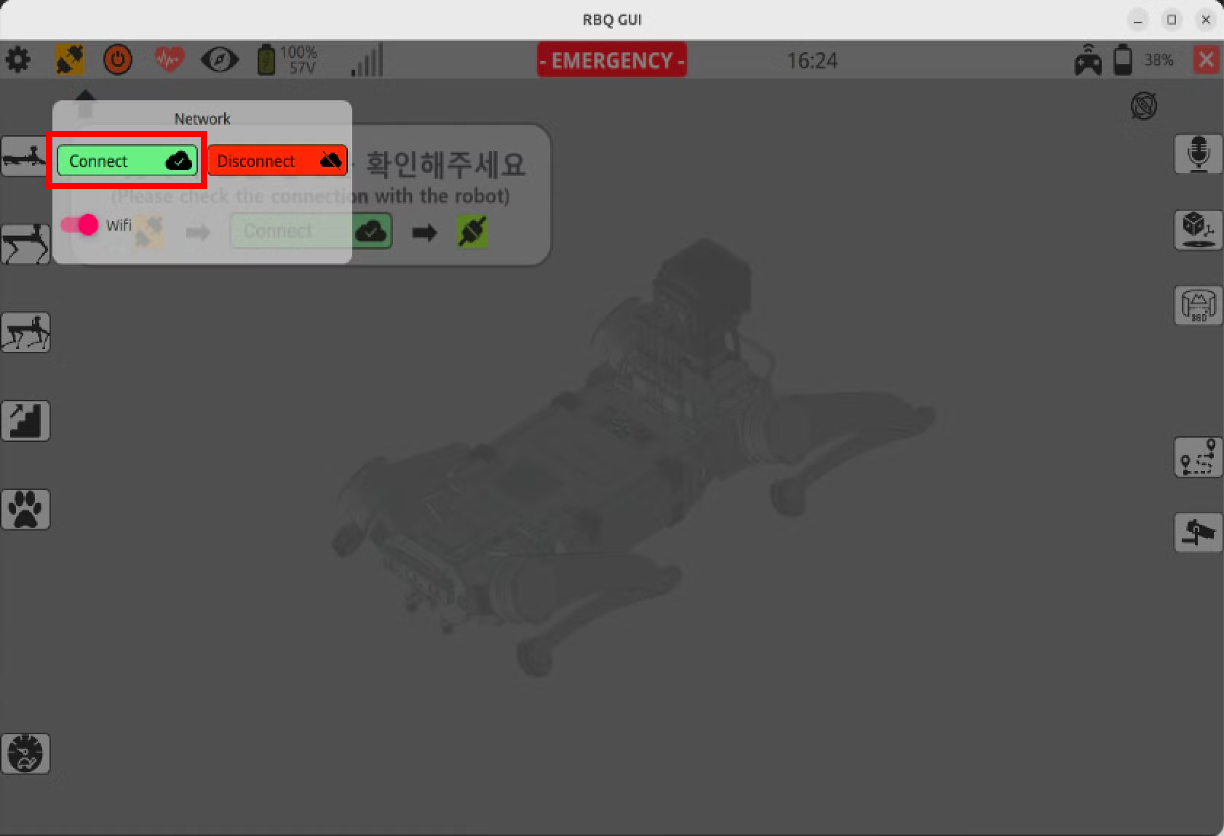 RBQ GUI
100%
57V
- EMERGENCY -
16:24
38%
Network
Connect
Disconnect
확인해주세요
(Please check the connection with the robot)
Wifi
Connect
360